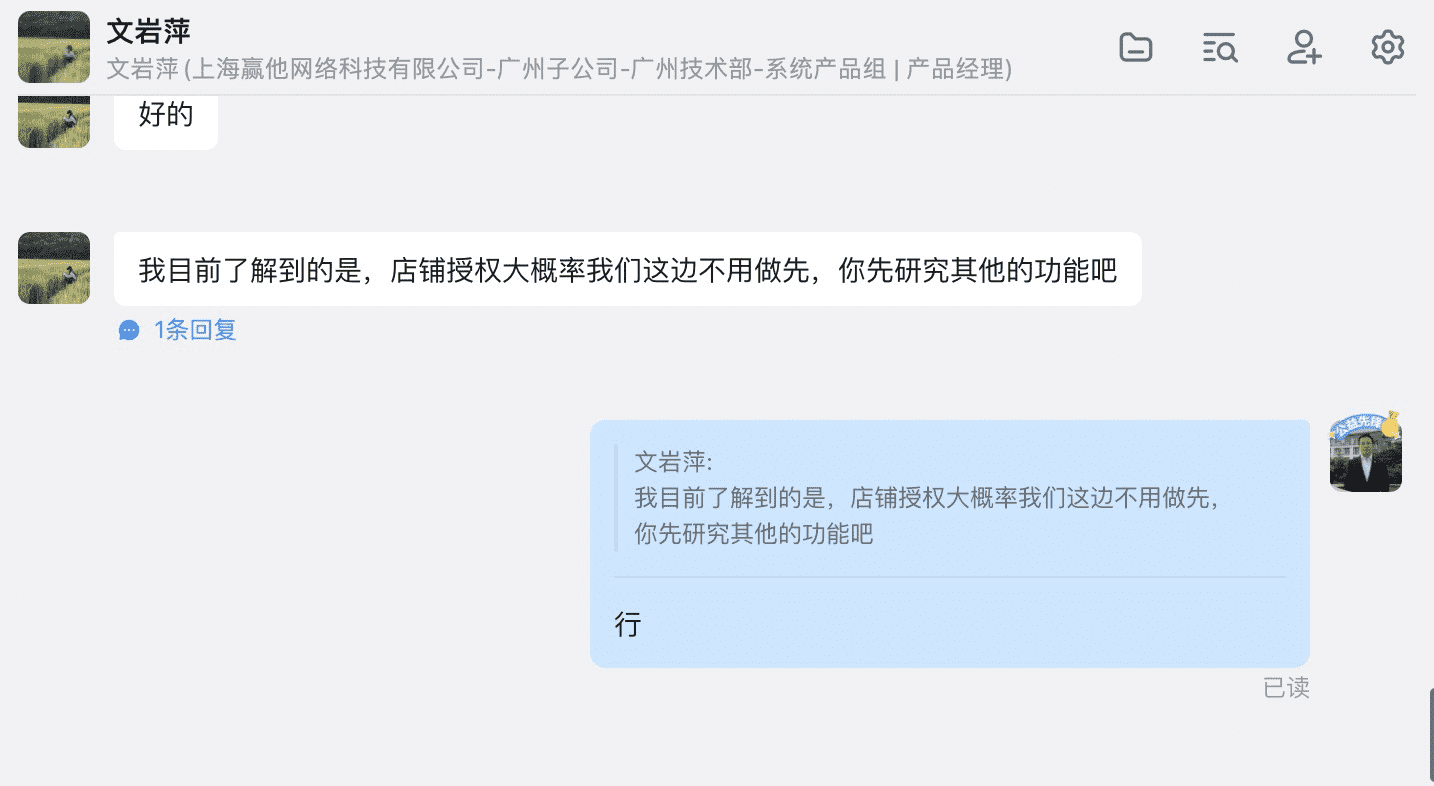 文岩萍
文岩萍 (上海赢他网络科技有限公司-广州子公司-广州技术部-系统产品组 | 产品经理)
好的
我目前了解到的是，店铺授权大概率我们这边不用做先，你先研究其他的功能吧
1条回复
公益先锋
文岩萍:
我目前了解到的是，店铺授权大概率我们这边不用做先，
你先研究其他的功能吧
行
已读